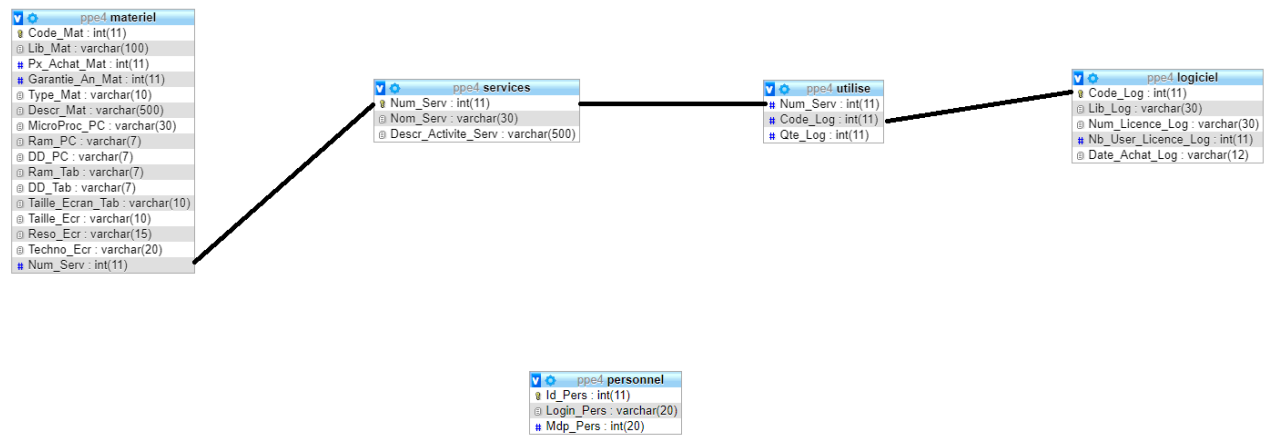 ppe4 materiel
Code_Mat : int(11)
Lib_Mat : varchar(100)
Px_Achat_Mat : int(11)
Garantie_An_Mat : int(11)
Type_Mat : varchar(10)
Descr_Mat : varchar(500)
MicroProc_PC : varchar(30)
Ram_PC : varchar(7)
DD_PC : varchar(7)
Ram_Tab : varchar(7)
DD_Tab : varchar(7)
Taille_Ecran_Tab : varchar(10)
Taille_Ecr : varchar(10)
Reso_Ecr : varchar(15)
Techno_Ecr : varchar(20)
# Num_Serv : int(11)
ppe4 services
Num_Serv : int(11)
Nom_Serv : varchar(30)
Descr_Activite_Serv : varchar(500)
ppe4 utilise
# Num_Serv : int(11)
# Code_Log : int(11)
# Qte_Log : int(11)
ppe4 logiciel
Code_Log : int(11)
Lib_Log : varchar(30)
Num_Licence_Log : varchar(30)
# Nb_User_Licence_Log : int(11)
Date_Achat_Log : varchar(12)
ppe4 personnel
Id_Pers : int(11)
Login_Pers : varchar(20)
# Mdp_Pers : int(20)